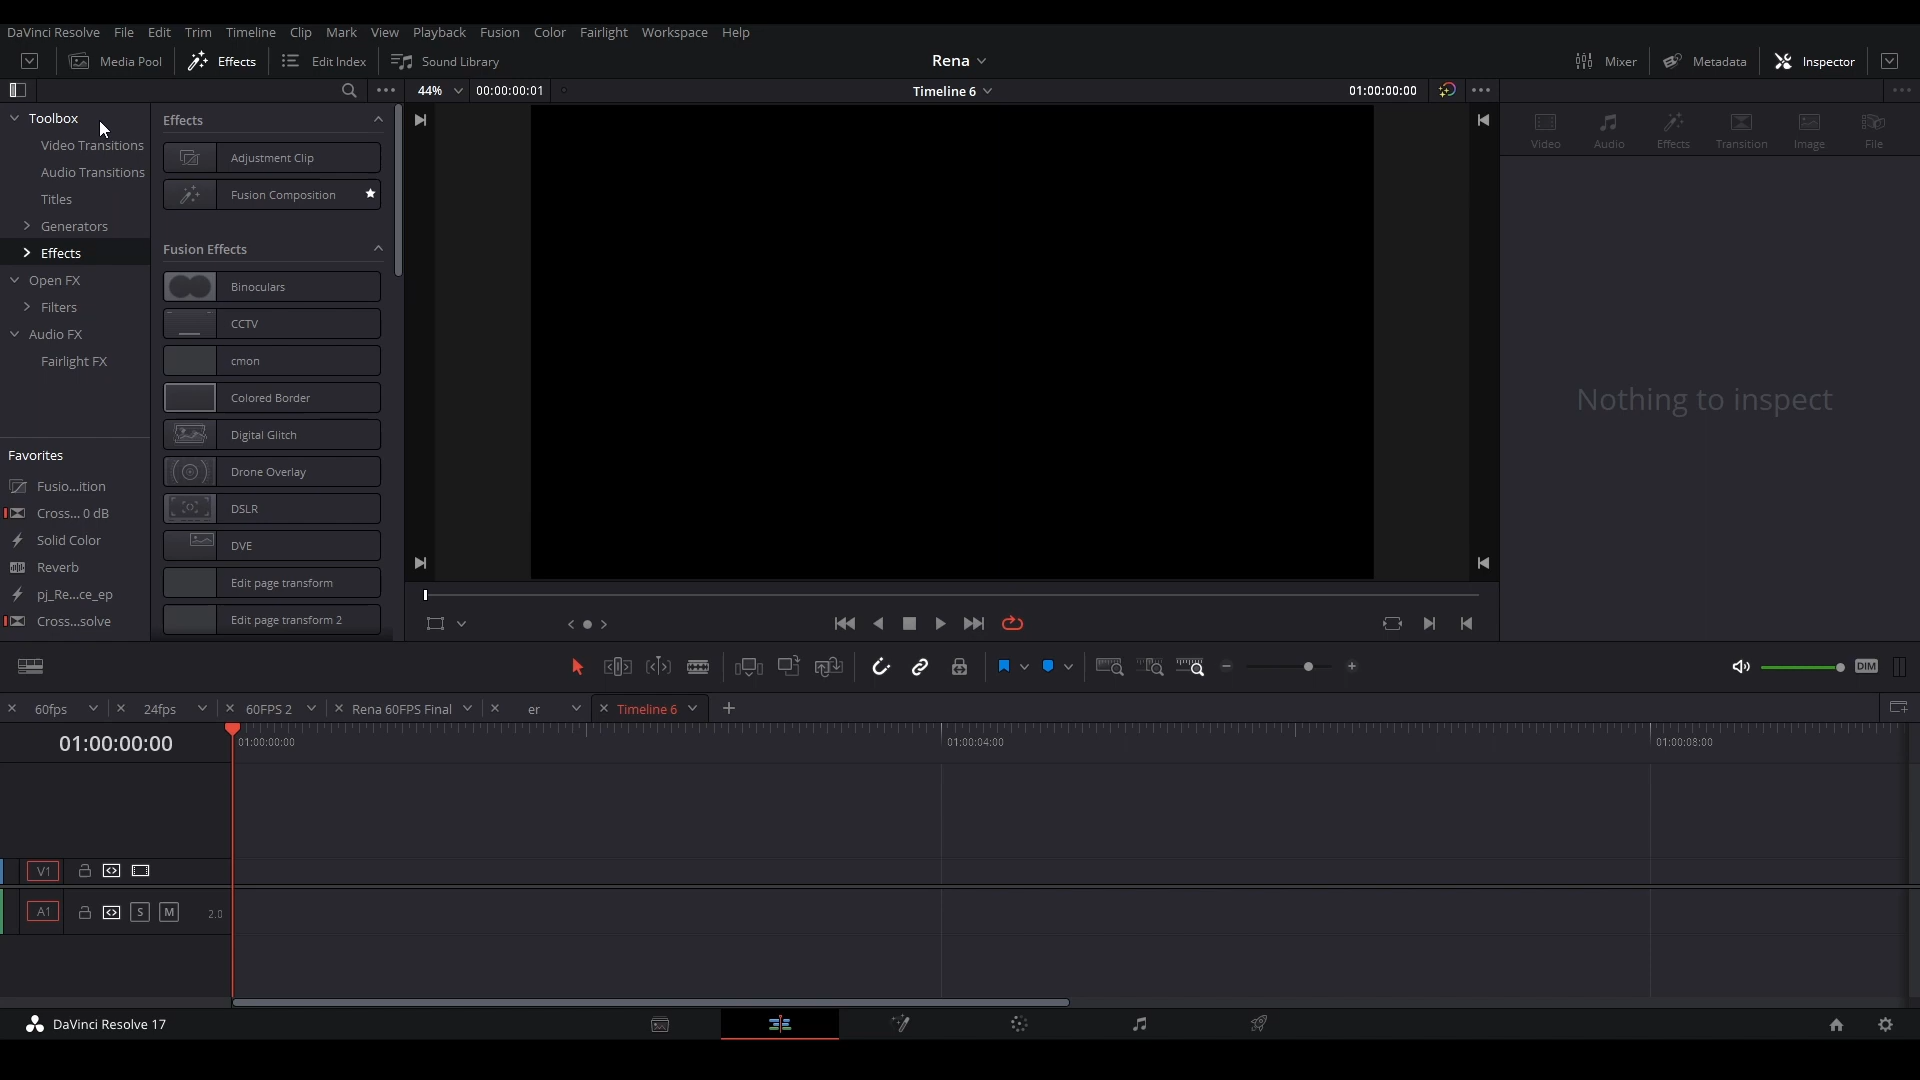 DaVinci Resolve File Edit Trim Timeline Clip Mark View Playback Fusion Color Fairlight Workspace Help
Media Pool Effects Edit Index Sound Library Rena Mixer Metadata Inspector
44% 00:00:00:01 Timeline 6 01:00:00:00
Toolbox
Video Transitions
Audio Transitions
Titles
Generators
Effects
Open FX
Filters
Audio FX
Fairlight FX
Favorites
Fusio...ition
Cross... 0 dB
Solid Color
Reverb
pj_Re...ce_ep
Cross...solve
Effects
Adjustment Clip
Fusion Composition
Fusion Effects
Binoculars
CCTV
cmon
Colored Border
Digital Glitch
Drone Overlay
DSLR
DVE
Edit page transform
Edit page transform 2
Video Audio Effects Transition Image File
Nothing to inspect
DIM
60fps 24fps 60FPS 2 Rena 60FPS Final er Timeline 6
01:00:00:00 01:00:00:00 01:00:04:00 01:00:08:00
V1
A1 S M 2.0
DaVinci Resolve 17